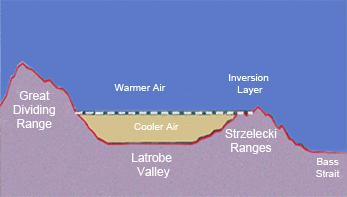 Warmer Air
Inversion
Layer
Great
Dividing
Range
Cooler Air
Strzelecki
Ranges
Latrobe
Valley
Bass
Strait